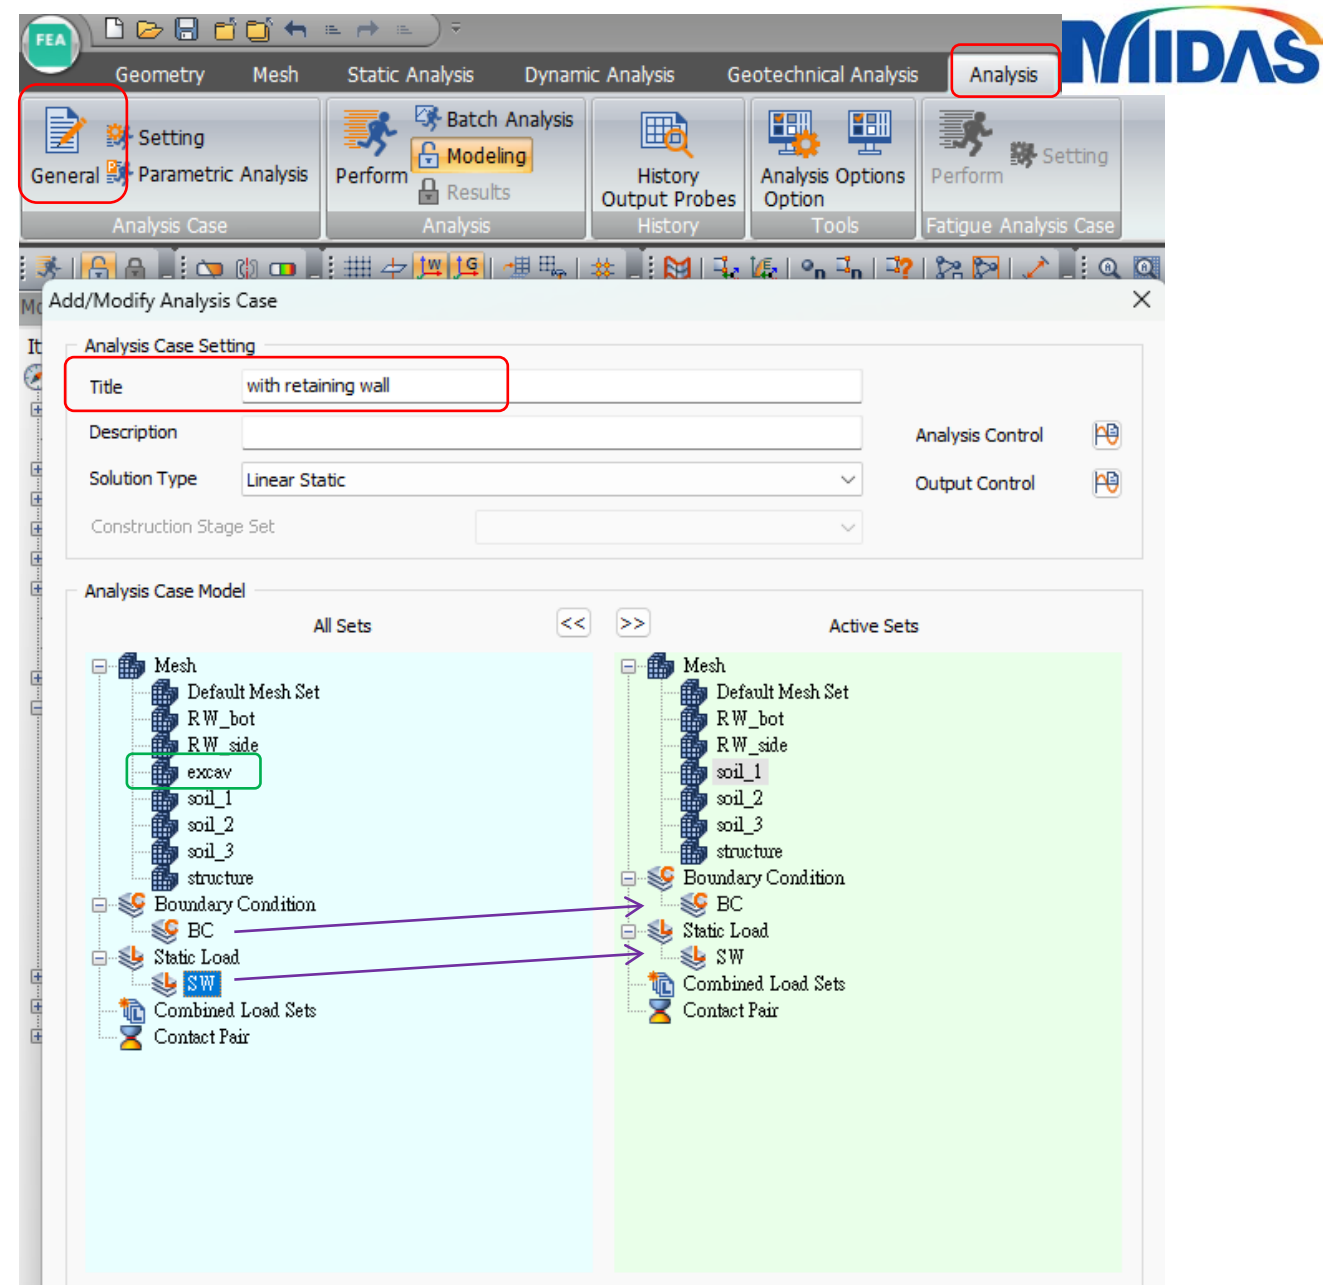 FEA
MIDAS
Geometry Mesh Static Analysis Dynamic Analysis Geotechnical Analysis Analysis
General Setting Parametric Analysis
Analysis Case
Perform Batch Analysis Modeling Results
Analysis
History Output Probes
History
Analysis Option Options
Tools
Perform Setting
Fatigue Analysis Case
Add/Modify Analysis Case
Analysis Case Setting
Title with retaining wall
Description
Analysis Control
Solution Type Linear Static
Output Control
Construction Stage Set
Analysis Case Model
All Sets << >> Active Sets
Mesh
Default Mesh Set
RW_bot
RW_side
excav
soil_1
soil_2
soil_3
structure
Boundary Condition
BC
Static Load
SW
Combined Load Sets
Contact Pair
Mesh
Default Mesh Set
RW_bot
RW_side
soil_1
soil_2
soil_3
structure
Boundary Condition
BC
Static Load
SW
Combined Load Sets
Contact Pair